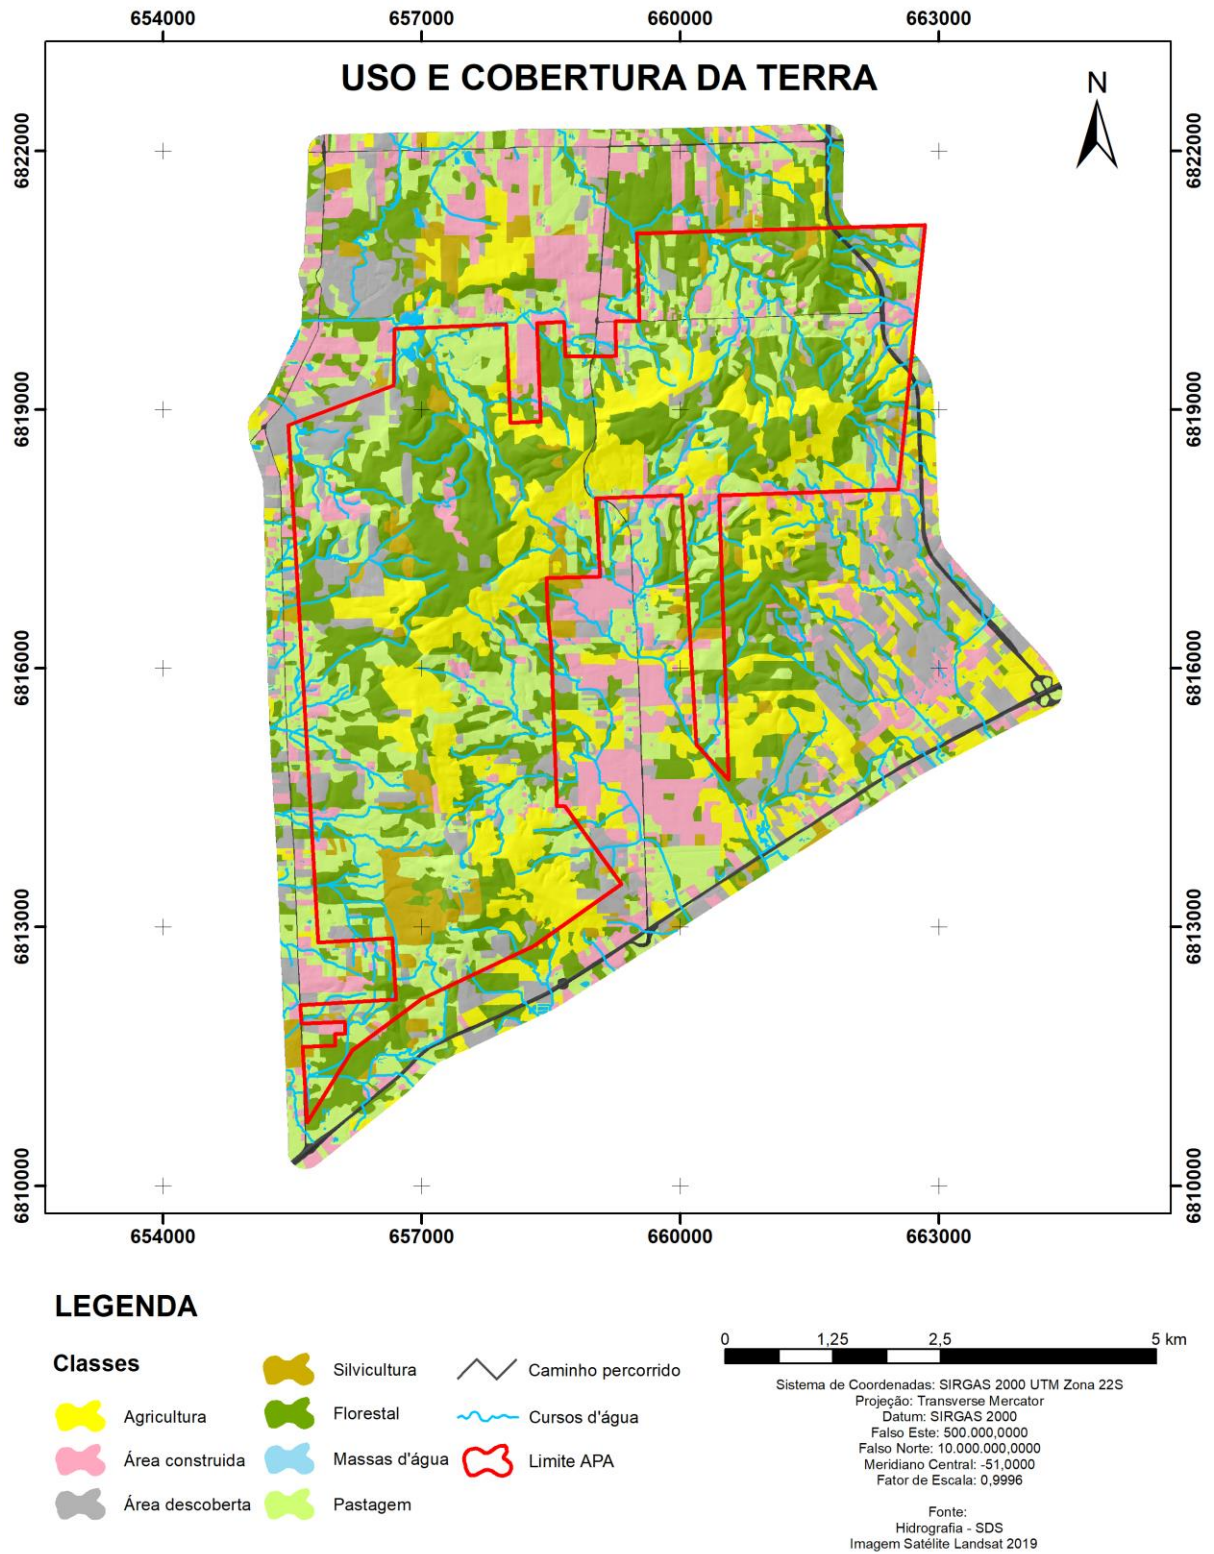 654000 657000 660000 663000
USO E COBERTURA DA TERRA
N
6822000 6822000
6819000 6819000
6816000 6816000
6813000 6813000
6810000 6810000
654000 657000 660000 663000
LEGENDA
Classes
Agricultura
Área construida
Área descoberta
Silvicultura
Florestal
Massas d'água
Pastagem
Caminho percorrido
Cursos d'água
Limite APA
0 1,25 2,5 5 km
Sistema de Coordenadas: SIRGAS 2000 UTM Zona 22S
Projeção: Transverse Mercator
Datum: SIRGAS 2000
Falso Este: 500.000,0000
Falso Norte: 10.000.000,0000
Meridiano Central: -51,0000
Fator de Escala: 0,9996
Fonte:
Hidrografia - SDS
Imagem Satélite Landsat 2019